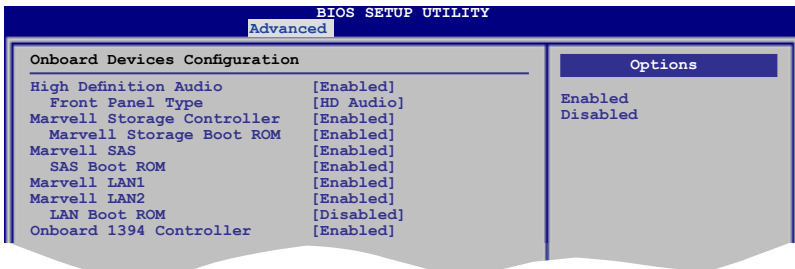 BIOS SETUP UTILITY
Advanced
Onboard Devices Configuration
High Definition Audio [Enabled]
Front Panel Type [HD Audio]
Marvell Storage Controller [Enabled]
Marvell Storage Boot ROM [Enabled]
Marvell SAS [Enabled]
SAS Boot ROM [Enabled]
Marvell LAN1 [Enabled]
Marvell LAN2 [Enabled]
LAN Boot ROM [Disabled]
Onboard 1394 Controller [Enabled]
Options
Enabled
Disabled